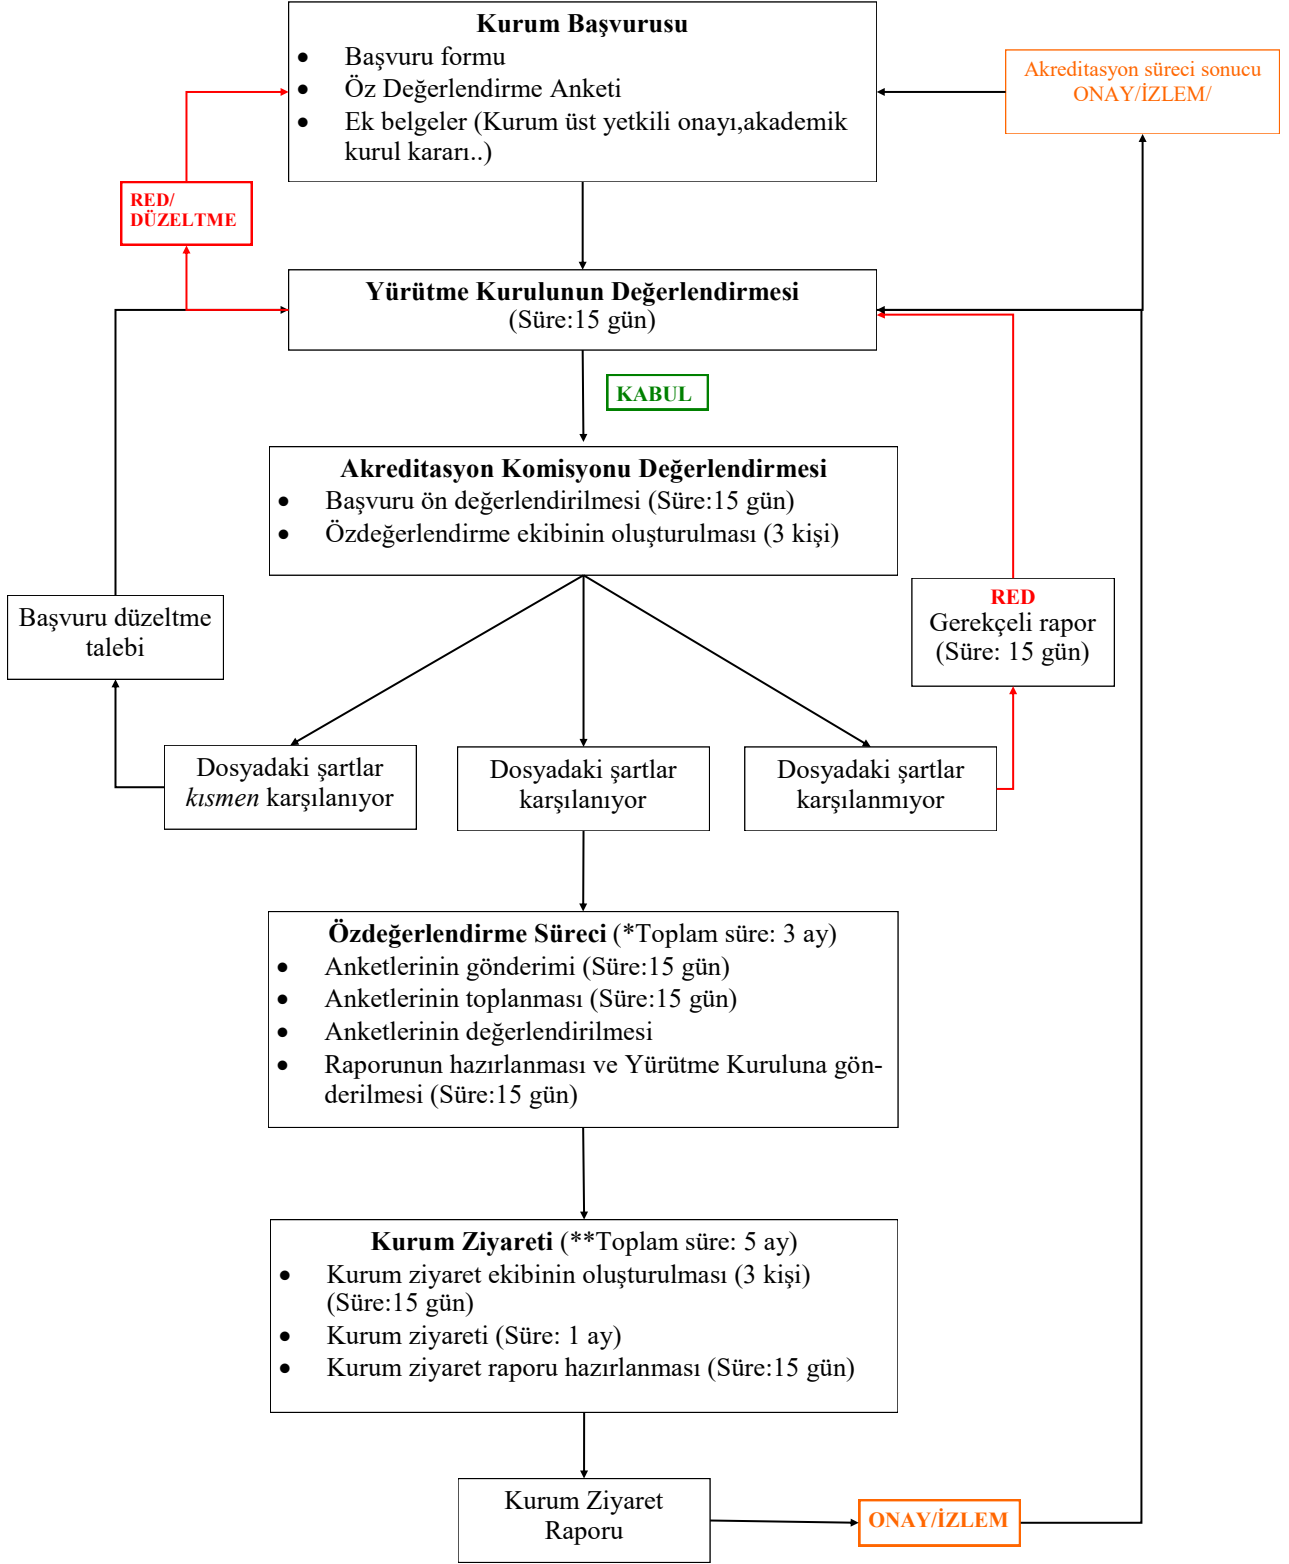 Kurum Başvurusu
• Başvuru formu
• Öz Değerlendirme Anketi
• Ek belgeler (Kurum üst yetkili onayı,akademik
kurul kararı..)
Akreditasyon süreci sonucu
ONAY/İZLEM/
RED/
DÜZELTME
Yürütme Kurulunun Değerlendirmesi
(Süre:15 gün)
KABUL
Akreditasyon Komisyonu Değerlendirmesi
• Başvuru ön değerlendirilmesi (Süre:15 gün)
• Özdeğerlendirme ekibinin oluşturulması (3 kişi)
Başvuru düzeltme
talebi
RED
Gerekçeli rapor
(Süre: 15 gün)
Dosyadaki şartlar
kısmen karşılanıyor
Dosyadaki şartlar
karşılanıyor
Dosyadaki şartlar
karşılanmıyor
Özdeğerlendirme Süreci (*Toplam süre: 3 ay)
• Anketlerinin gönderimi (Süre:15 gün)
• Anketlerinin toplanması (Süre:15 gün)
• Anketlerinin değerlendirilmesi
• Raporunun hazırlanması ve Yürütme Kuruluna gön-
derilmesi (Süre:15 gün)
Kurum Ziyareti (**Toplam süre: 5 ay)
• Kurum ziyaret ekibinin oluşturulması (3 kişi)
(Süre:15 gün)
• Kurum ziyareti (Süre: 1 ay)
• Kurum ziyaret raporu hazırlanması (Süre:15 gün)
Kurum Ziyaret
Raporu
ONAY/İZLEM